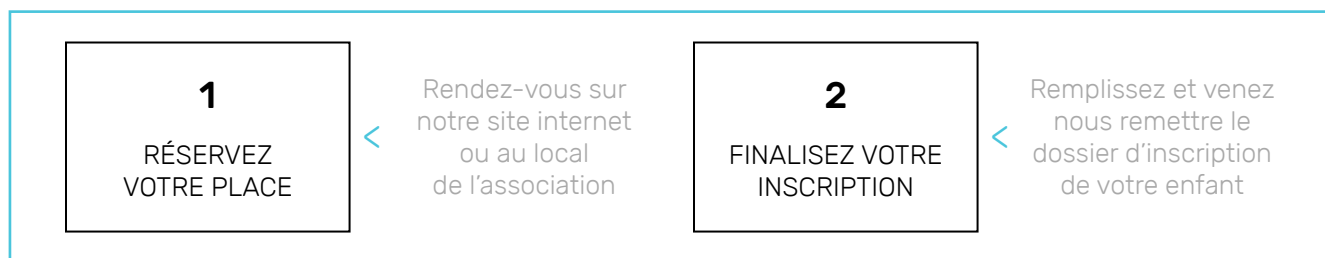 1
RÉSERVEZ
VOTRE PLACE
<
Rendez-vous sur
notre site internet
ou au local
de l’association
2
FINALISEZ VOTRE
INSCRIPTION
<
Remplissez et venez
nous remettre le
dossier d’inscription
de votre enfant